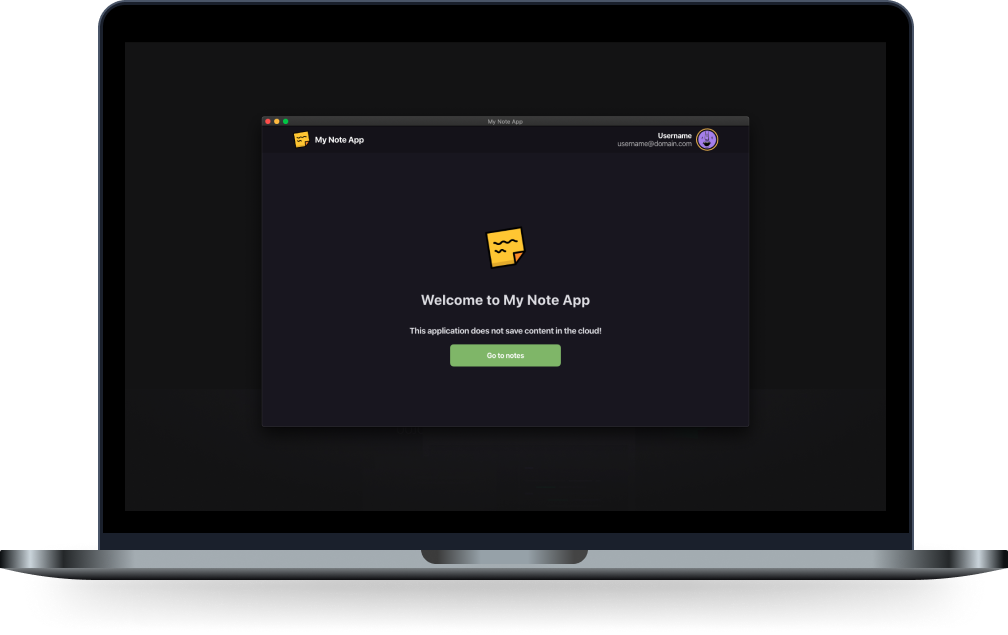 My Note App
My Note App
Username
username@domain.com
Welcome to My Note App
This application does not save content in the cloud!
Go to notes